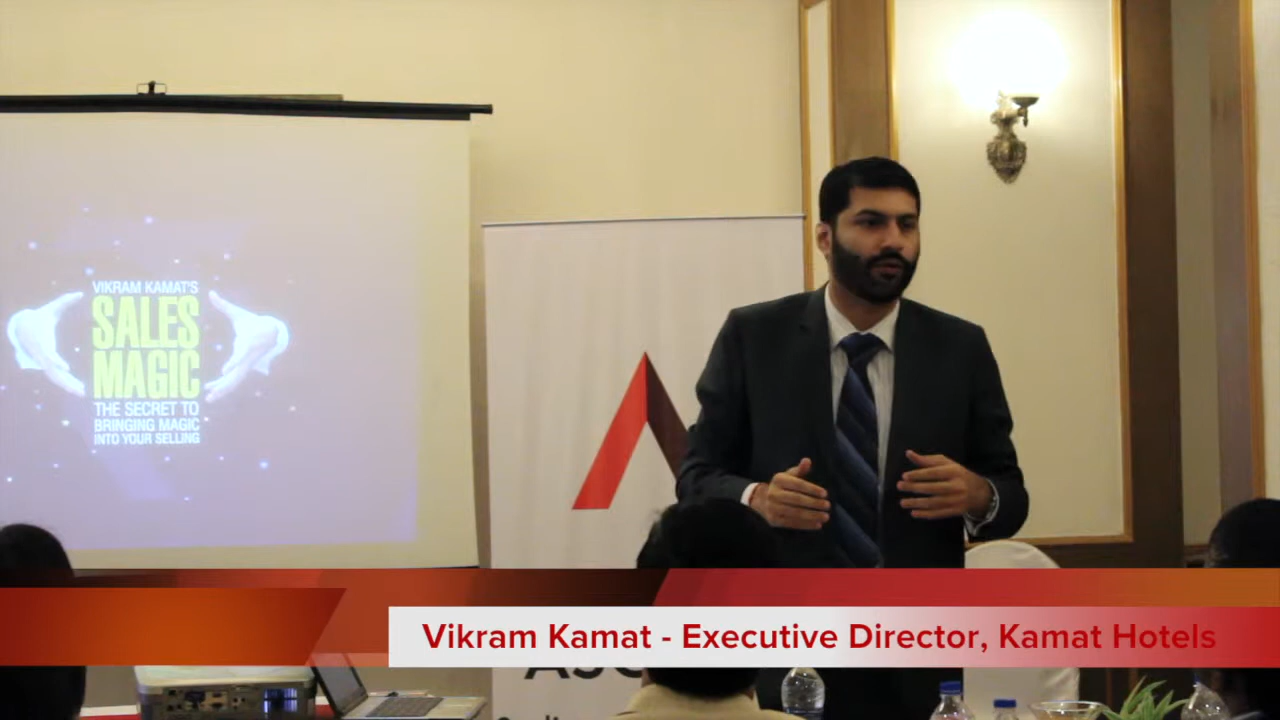 VIKRAM KAMAT'S
SALES
MAGIC
THE SECRET TO
BRINGING MAGIC
INTO YOUR SELLING
Vikram Kamat - Executive Director, Kamat Hotels